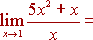 lim x→1 (5x² + x)/x =